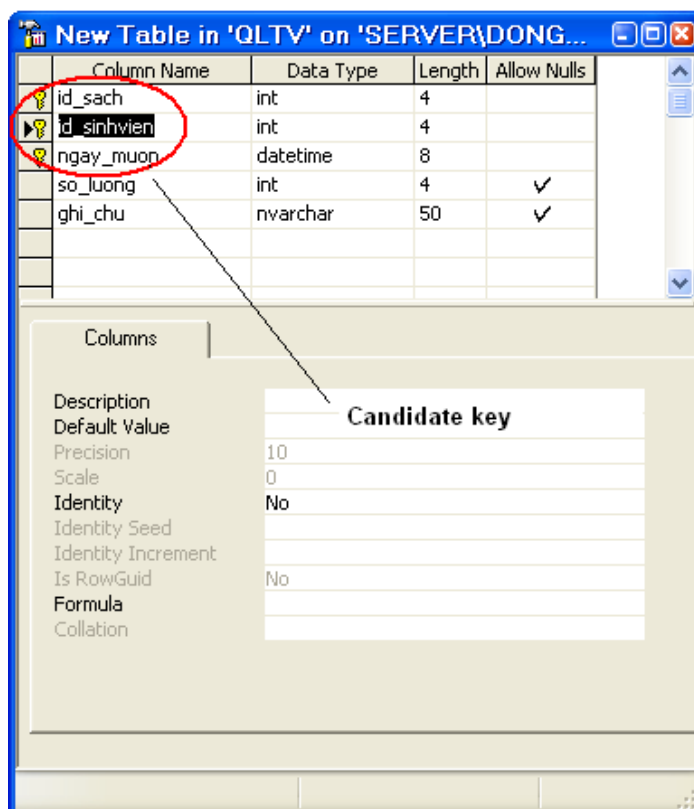 New Table in 'QLTV' on 'SERVER\DONG...
Column Name Data Type Length Allow Nulls
id_sach int 4
id_sinhvien int 4
ngay_muon datetime 8
so_luong int 4
ghi_chu nvarchar 50
Columns
Description
Default Value
Candidate key
Precision 10
Scale 0
Identity No
Identity Seed
Identity Increment
Is RowGuid No
Formula
Collation